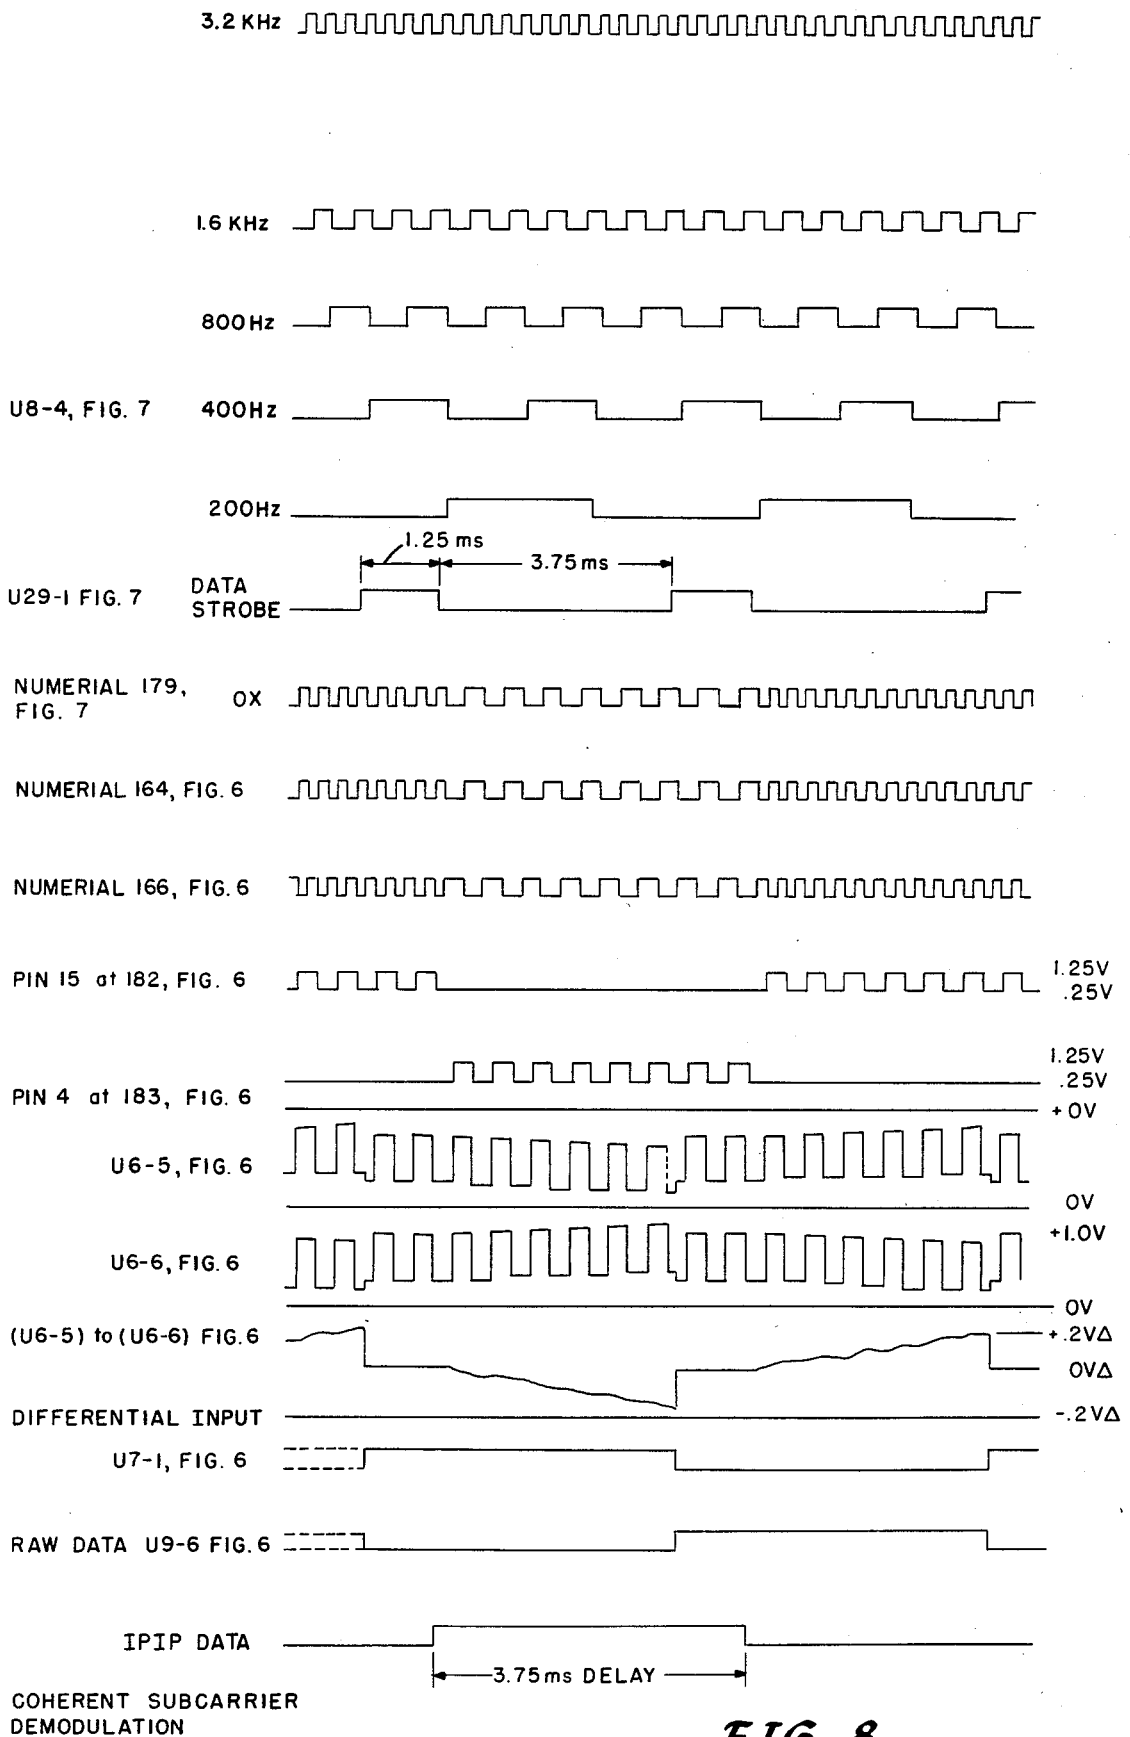 3.2 KHz
1.6 KHz
800Hz
U8-4, FIG. 7 400Hz
200Hz
1.25 ms
3.75ms
U29-1 FIG. 7 DATA
STROBE
NUMERIAL 179,
FIG. 7
OX
NUMERIAL 164, FIG. 6
NUMERIAL 166, FIG. 6
PIN 15 at 182, FIG. 6
1.25V
.25V
1.25V
.25V
PIN 4 at 183, FIG. 6
+0V
U6-5, FIG. 6
0V
+1.0V
U6-6, FIG. 6
0V
(U6-5) to (U6-6) FIG. 6
+.2VΔ
0VΔ
DIFFERENTIAL INPUT
-.2VΔ
U7-1, FIG. 6
RAW DATA U9-6 FIG. 6
IPIP DATA
3.75ms DELAY
COHERENT SUBCARRIER
DEMODULATION
FIG. 8